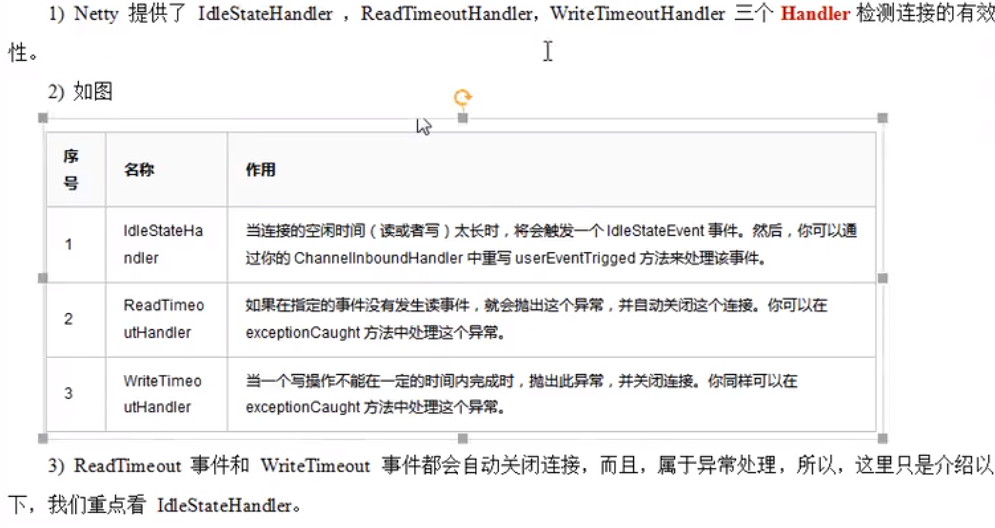 1) Netty 提供了 IdleStateHandler ，ReadTimeoutHandler，WriteTimeoutHandler 三个 Handler 检测连接的有效
性。
2) 如图
序
号
名称
作用
1
IdleStateHa
ndler
当连接的空闲时间（读或者写）太长时，将会触发一个 IdleStateEvent 事件。然后，你可以通
过你的 ChannelInboundHandler 中重写 userEventTrigged 方法来处理该事件。
2
ReadTimeo
utHandler
如果在指定的事件没有发生读事件，就会抛出这个异常，并自动关闭这个连接。你可以在
exceptionCaught 方法中处理这个异常。
3
WriteTimeo
utHandler
当一个写操作不能在一定的时间内完成时，抛出此异常，并关闭连接。你同样可以在
exceptionCaught 方法中处理这个异常。
3) ReadTimeout 事件和 WriteTimeout 事件都会自动关闭连接，而且，属于异常处理，所以，这里只是介绍以
下，我们重点看 IdleStateHandler。